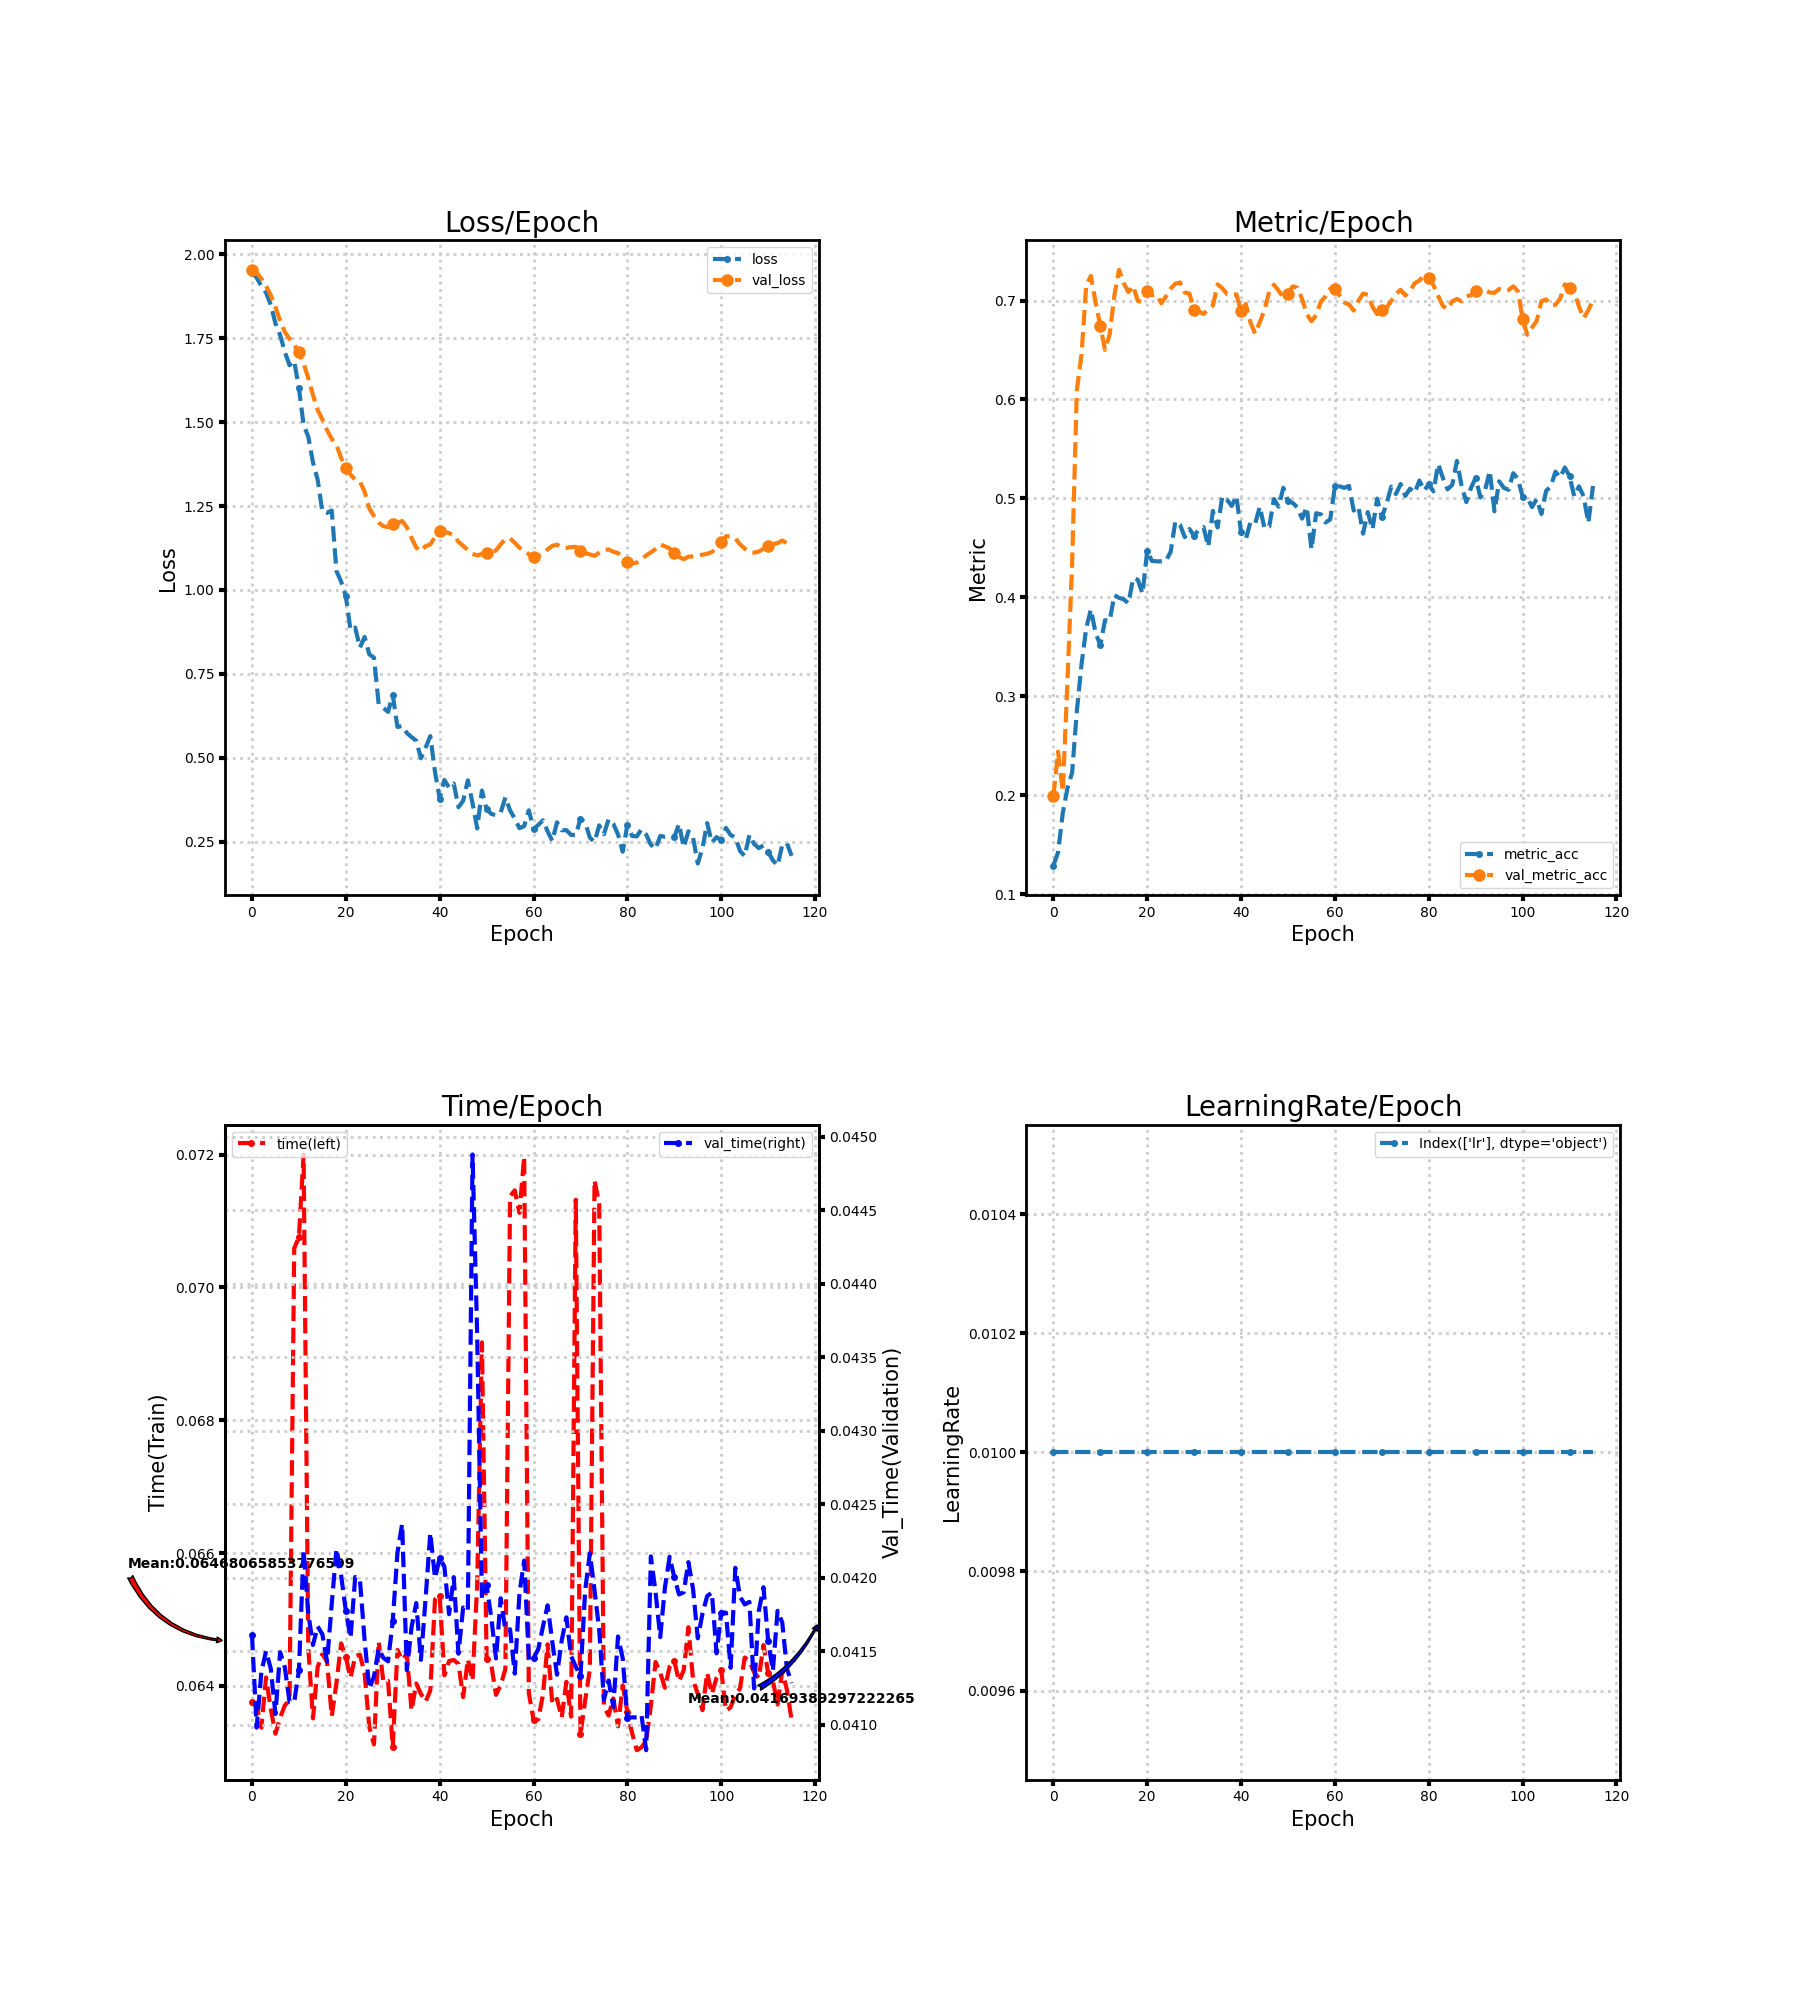 Loss/Epoch
Loss
2.00
1.75
1.50
1.25
1.00
0.75
0.50
0.25
0 20 40 60 80 100 120
Epoch
loss
val_loss
Metric/Epoch
Metric
0.7
0.6
0.5
0.4
0.3
0.2
0.1
0 20 40 60 80 100 120
Epoch
metric_acc
val_metric_acc
Time/Epoch
Time(Train)
0.072
0.070
0.068
0.066
0.064
time(left)
val_time(right)
0.0450
0.0445
0.0440
0.0435
0.0430
0.0425
0.0420
0.0415
0.0410
Val_Time(Validation)
Mean:0.06468065853776509
Mean:0.04169389297222265
0 20 40 60 80 100 120
Epoch
LearningRate/Epoch
LearningRate
0.0104
0.0102
0.0100
0.0098
0.0096
Index(['lr'], dtype='object')
0 20 40 60 80 100 120
Epoch